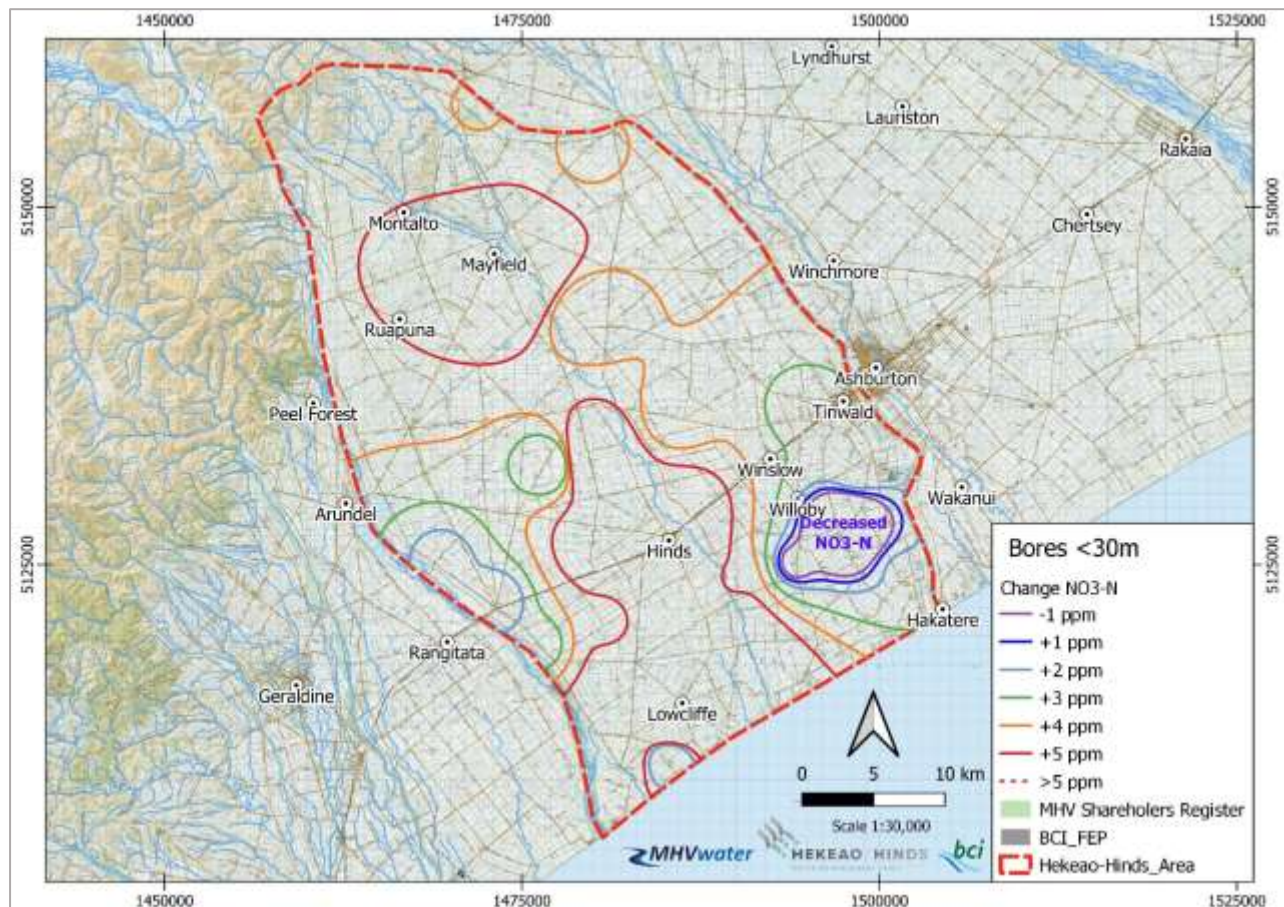 1450000
1475000
1500000
1525000
Lyndhurst
Lauriston
Rakaia
5150000
Montalto
Chertsey
5150000
Mayfield
Winchmore
Ruapuna
Ashburton
Peel Forest
Tinwald
Winslow
Arundel
Willoby
Wakanui
Decreased
NO3-N
Hinds
5125000
5125000
Hakatere
Rangitata
Geraldine
Lowcliffe
Bores <30m
Change NO3-N
-1 ppm
+1 ppm
+2 ppm
+3 ppm
+4 ppm
+5 ppm
>5 ppm
MHV Shareholers Register
BCI_FEP
Hekeao-Hinds_Area
0 5 10 km
Scale 1:30,000
MHVwater
HEKEAO HINDS
bci
1450000
1475000
1500000
1525000